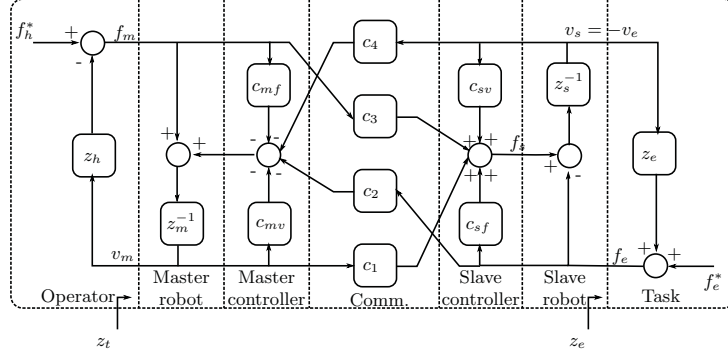 f_h^* + f_m c_4 v_s = −v_e
-
c_{mf} c_{sv} z_s^{-1}
c_3
z_h + + - - + + f_s z_e
- - + + + -
c_2
z_m^{-1} c_{mv} c_{sf}
v_m c_1 f_e + +
f_e^*
Operator Master robot Master controller Comm. Slave controller Slave robot Task
z_t z_e